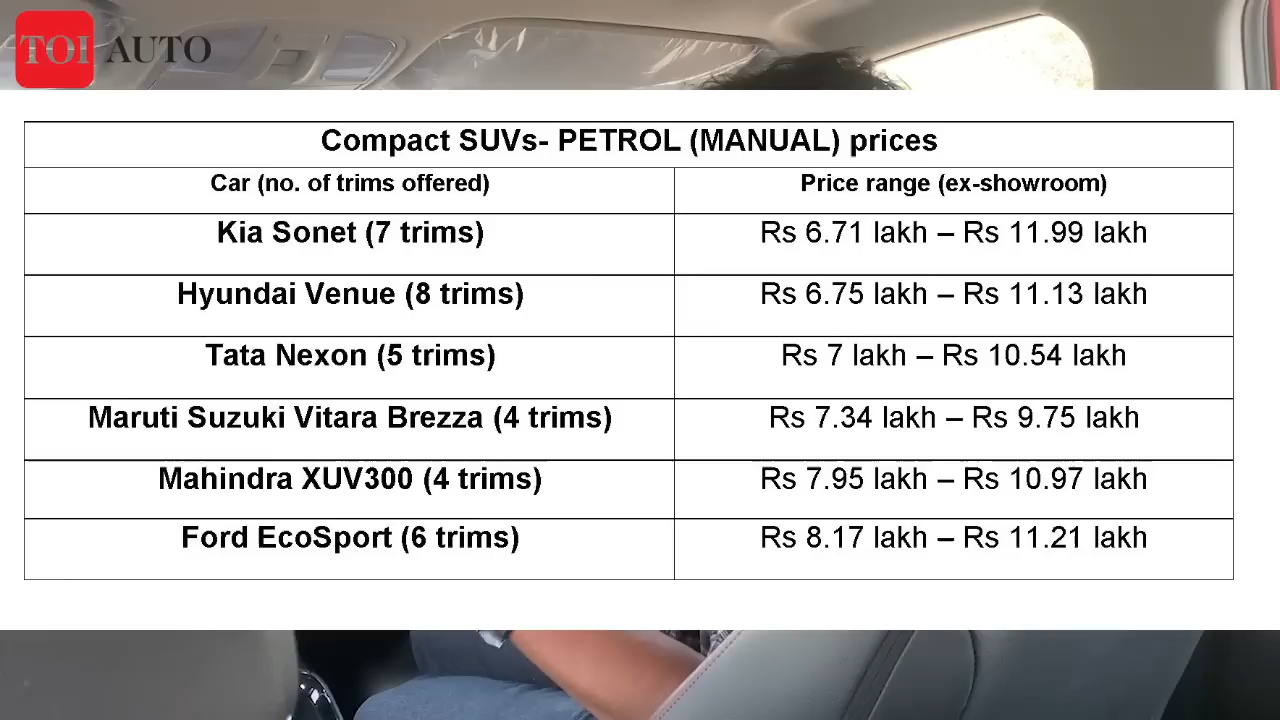 TOI AUTO
Compact SUVs- PETROL (MANUAL) prices
Car (no. of trims offered) Price range (ex-showroom)
Kia Sonet (7 trims) Rs 6.71 lakh – Rs 11.99 lakh
Hyundai Venue (8 trims) Rs 6.75 lakh – Rs 11.13 lakh
Tata Nexon (5 trims) Rs 7 lakh – Rs 10.54 lakh
Maruti Suzuki Vitara Brezza (4 trims) Rs 7.34 lakh – Rs 9.75 lakh
Mahindra XUV300 (4 trims) Rs 7.95 lakh – Rs 10.97 lakh
Ford EcoSport (6 trims) Rs 8.17 lakh – Rs 11.21 lakh